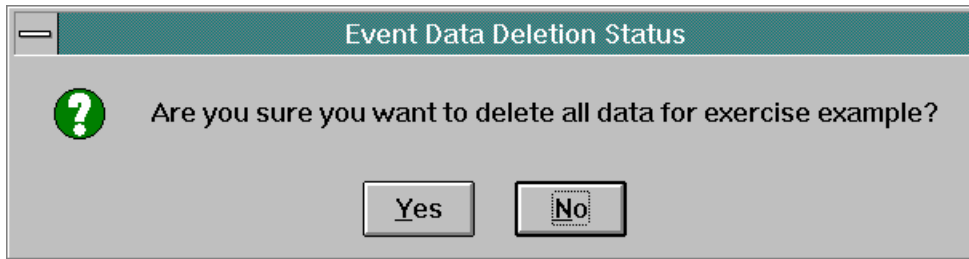 Event Data Deletion Status
Are you sure you want to delete all data for exercise example?
Yes
No